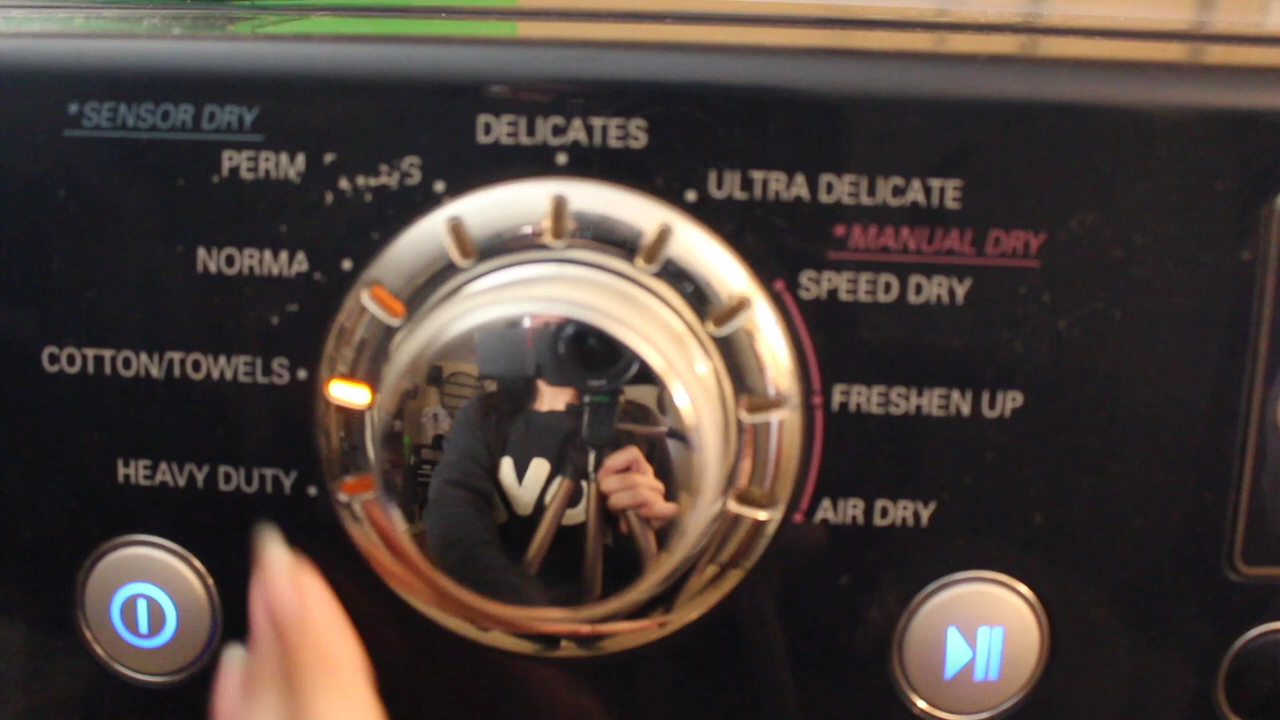 *SENSOR DRY
DELICATES
PERM
ULTRA DELICATE
*MANUAL DRY
NORMA
SPEED DRY
COTTON/TOWELS
FRESHEN UP
HEAVY DUTY
AIR DRY